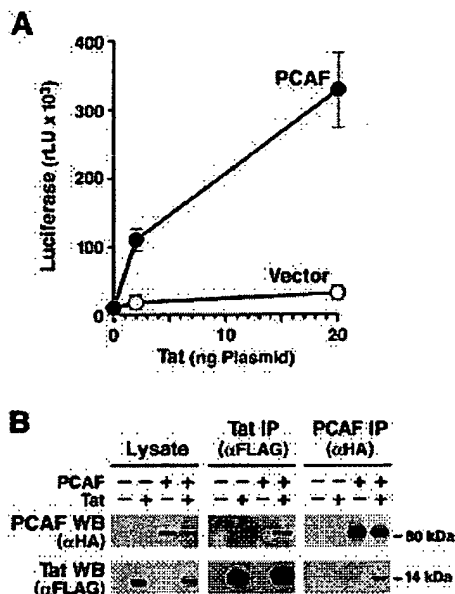 A
Luciferase (rLU x 10³)
400
300
200
100
0
PCAF
Vector
0 10 20
Tat (ng Plasmid)
B
Lysate
Tat IP
(αFLAG)
PCAF IP
(αHA)
PCAF − − + + − − + + − − + +
Tat − + − + − + − + − + − +
PCAF WB
(αHA)
- 80 kDa
Tat WB
(αFLAG)
- 14 kDa